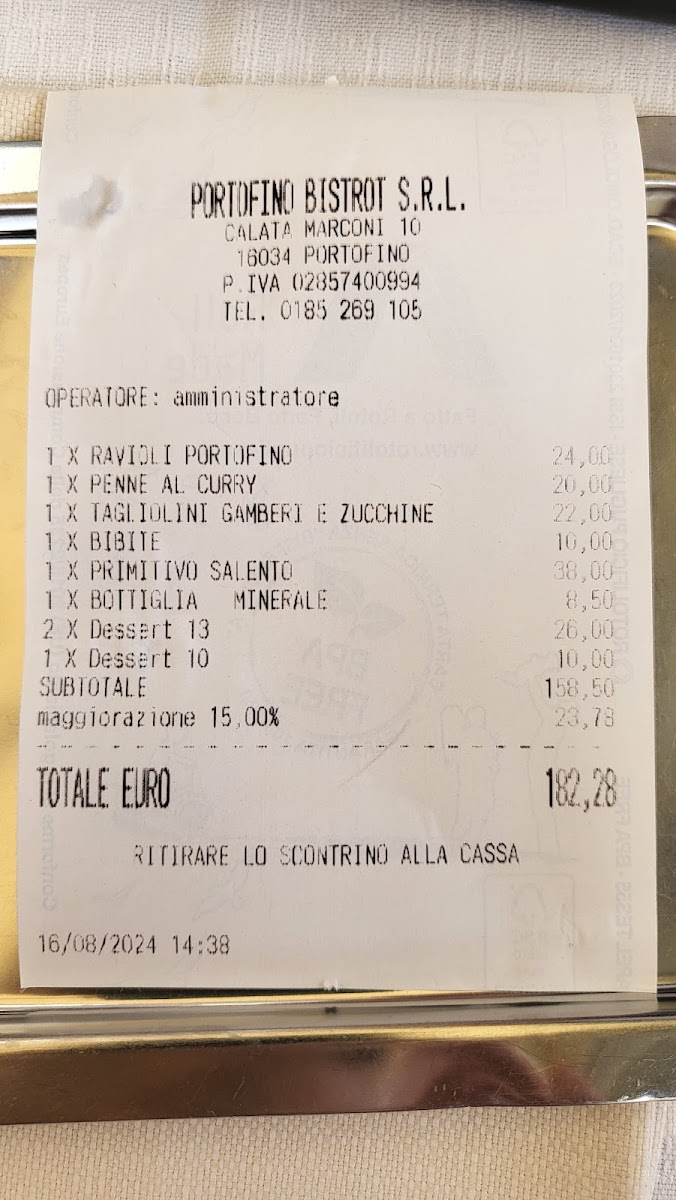 PORTOFINO BISTROT S.R.L.
CALATA MARCONI 10
16034 PORTOFINO
P.IVA 02857400994
TEL. 0185 269 105
OPERATORE: amministratore
1 X RAVIOLI PORTOFINO 24,00
1 X PENNE AL CURRY 20,00
1 X TAGLIOLINI GAMBERI E ZUCCHINE 22,00
1 X BIBITE 10,00
1 X PRIMITIVO SALENTO 38,00
1 X BOTTIGLIA MINERALE 8,50
2 X Dessert 13 26,00
1 X Dessert 10 10,00
SUBTOTALE 158,50
maggiorazione 15,00% 23,78
TOTALE EURO 182,28
RITIRARE LO SCONTRINO ALLA CASSA
16/08/2024 14:38